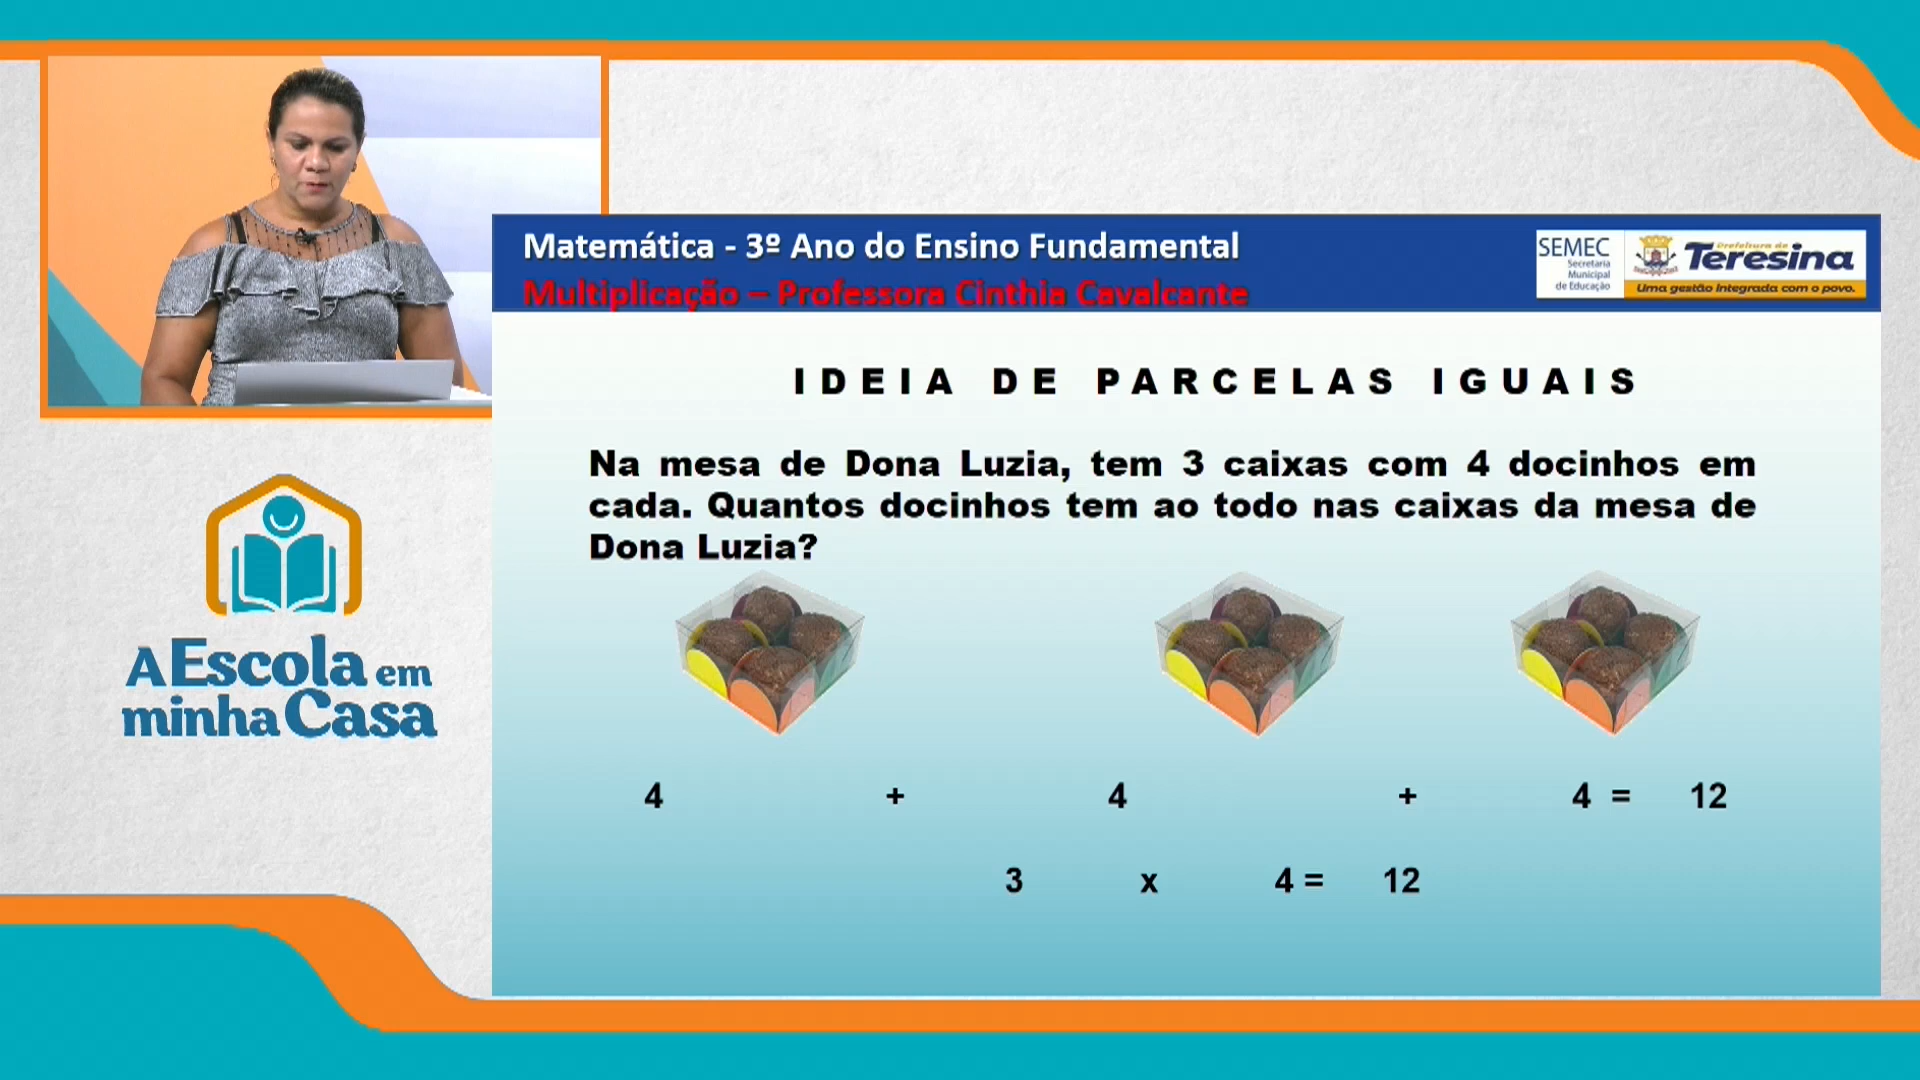 Matemática - 3º Ano do Ensino Fundamental
Multiplicação – Professora Cinthia Cavalcante
SEMEC
Secretaria
Municipal
de Educação
Prefeitura de
Teresina
Uma gestão integrada com o povo.
IDEIA DE PARCELAS IGUAIS
Na mesa de Dona Luzia, tem 3 caixas com 4 docinhos em
cada. Quantos docinhos tem ao todo nas caixas da mesa de
Dona Luzia?
4 + 4 + 4 = 12
3 x 4 = 12
A Escola em
minha Casa